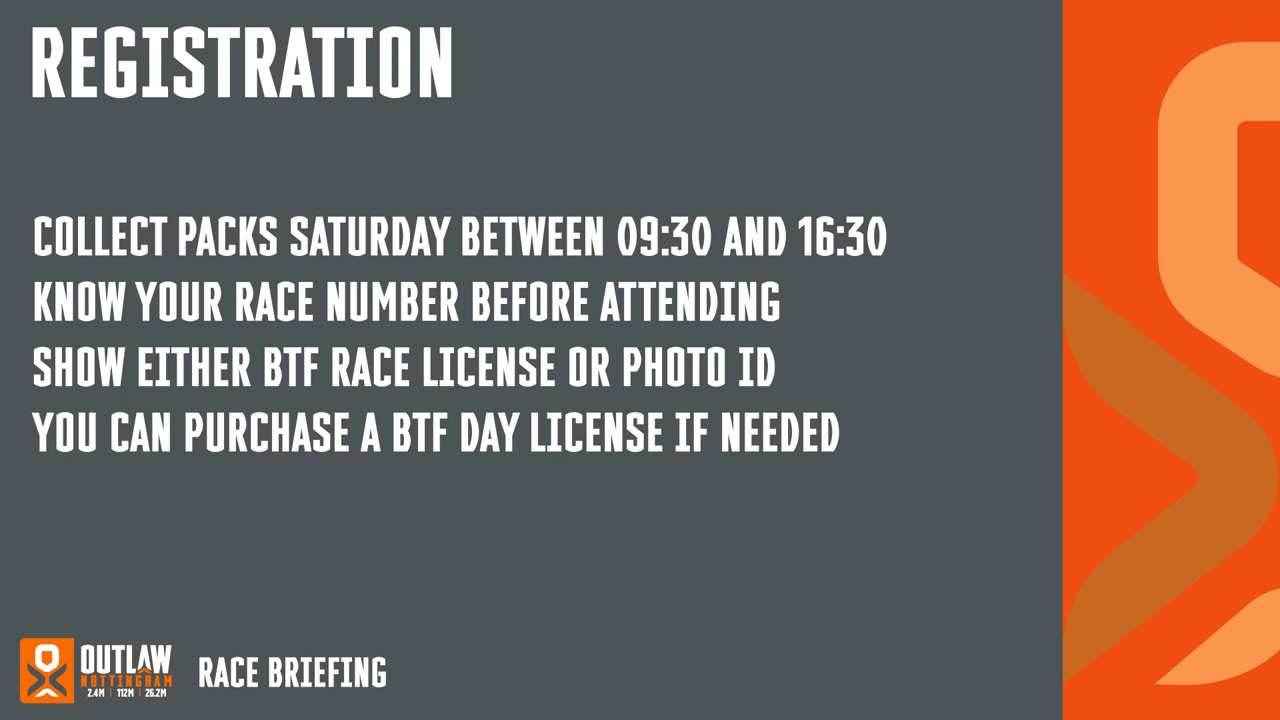 REGISTRATION
COLLECT PACKS SATURDAY BETWEEN 09:30 AND 16:30
KNOW YOUR RACE NUMBER BEFORE ATTENDING
SHOW EITHER BTF RACE LICENSE OR PHOTO ID
YOU CAN PURCHASE A BTF DAY LICENSE IF NEEDED
OUTLAW
NOTTINGHAM
2.4M | 112M | 26.2M
RACE BRIEFING